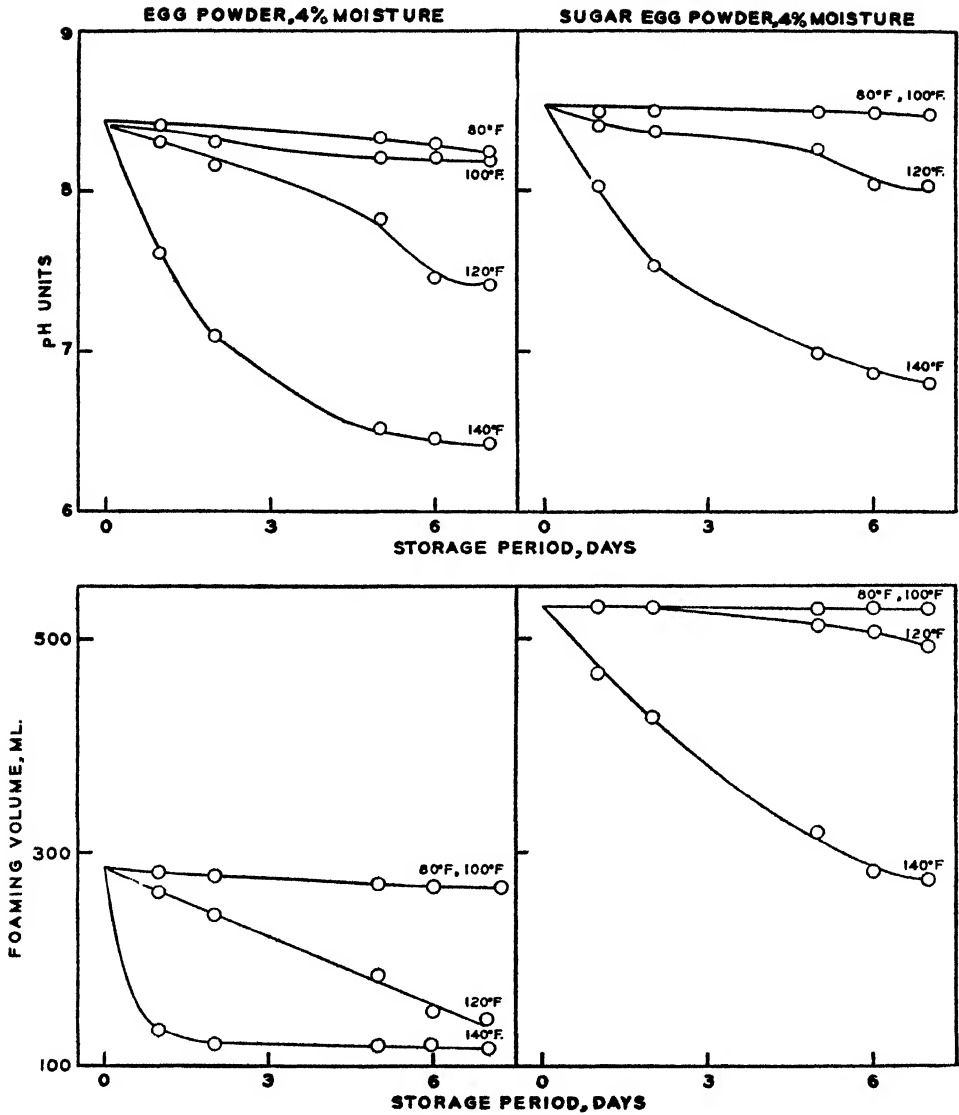 EGG POWDER, 4% MOISTURE
SUGAR EGG POWDER, 4% MOISTURE
9
8
7
6
pH UNITS
80°F
100°F.
120°F
140°F
80°F, 100°F.
120°F.
140°F
0 3 6
0 3 6
STORAGE PERIOD, DAYS
500
300
100
FOAMING VOLUME, ML.
80°F, 100°F
120°F
140°F.
80°F, 100°F
120°F
140°F
0 3 6
0 3 6
STORAGE PERIOD, DAYS